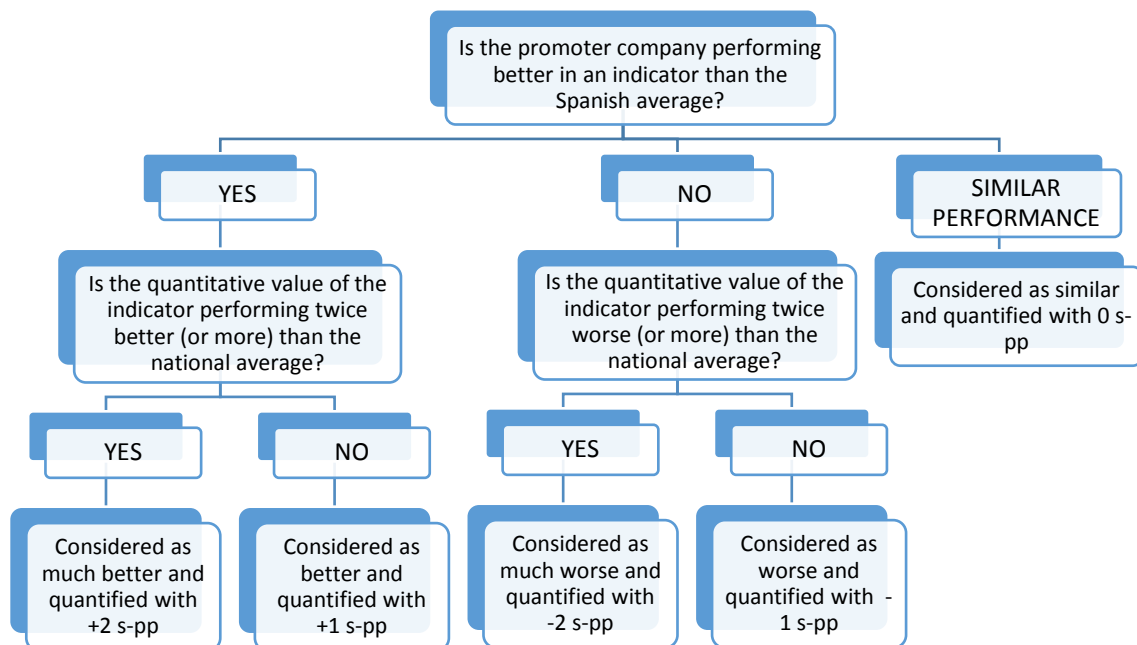 Is the promoter company performing
better in an indicator than the
Spanish average?
YES
NO
SIMILAR
PERFORMANCE
Is the quantitative value of the
indicator performing twice
better (or more) than the
national average?
Is the quantitative value of the
indicator performing twice
worse (or more) than the
national average?
Considered as similar
and quantified with 0 s-
pp
YES
NO
YES
NO
Considered as
much better and
quantified with
+2 s-pp
Considered as
better and
quantified with
+1 s-pp
Considered as
much worse and
quantified with
-2 s-pp
Considered as
worse and
quantified with -
1 s-pp